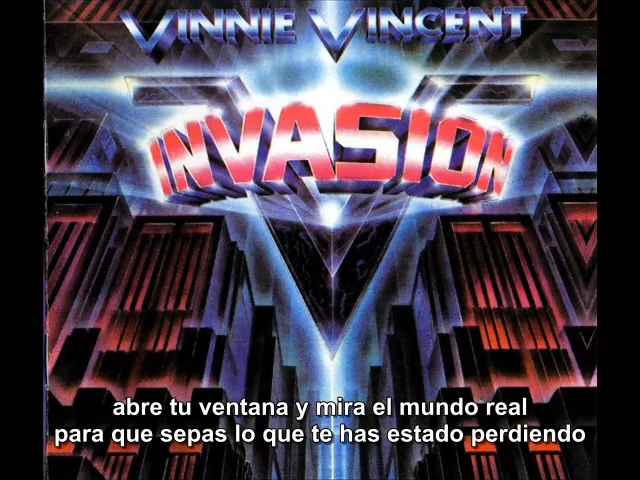 VINNIE VINCENT
INVASION
abre tu ventana y mira el mundo real
para que sepas lo que te has estado perdiendo